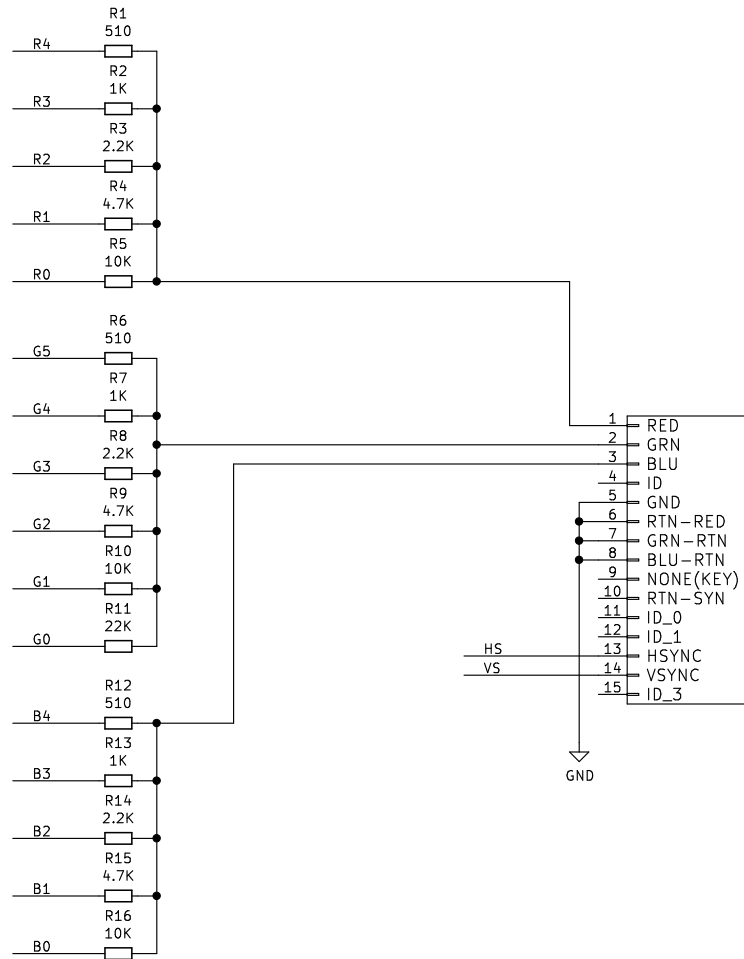 R1
510
R4
R2
1K
R3
R3
2.2K
R2
R4
4.7K
R1
R5
10K
R0
R6
510
G5
R7
1K
G4
R8
2.2K
G3
R9
4.7K
G2
R10
10K
G1
R11
22K
G0
R12
510
B4
R13
1K
B3
R14
2.2K
B2
R15
4.7K
B1
R16
10K
B0
1 RED
2 GRN
3 BLU
4 ID
5 GND
6 RTN-RED
7 GRN-RTN
8 BLU-RTN
9 NONE(KEY)
10 RTN-SYN
11 ID_0
12 ID_1
HS 13 HSYNC
VS 14 VSYNC
15 ID_3
GND